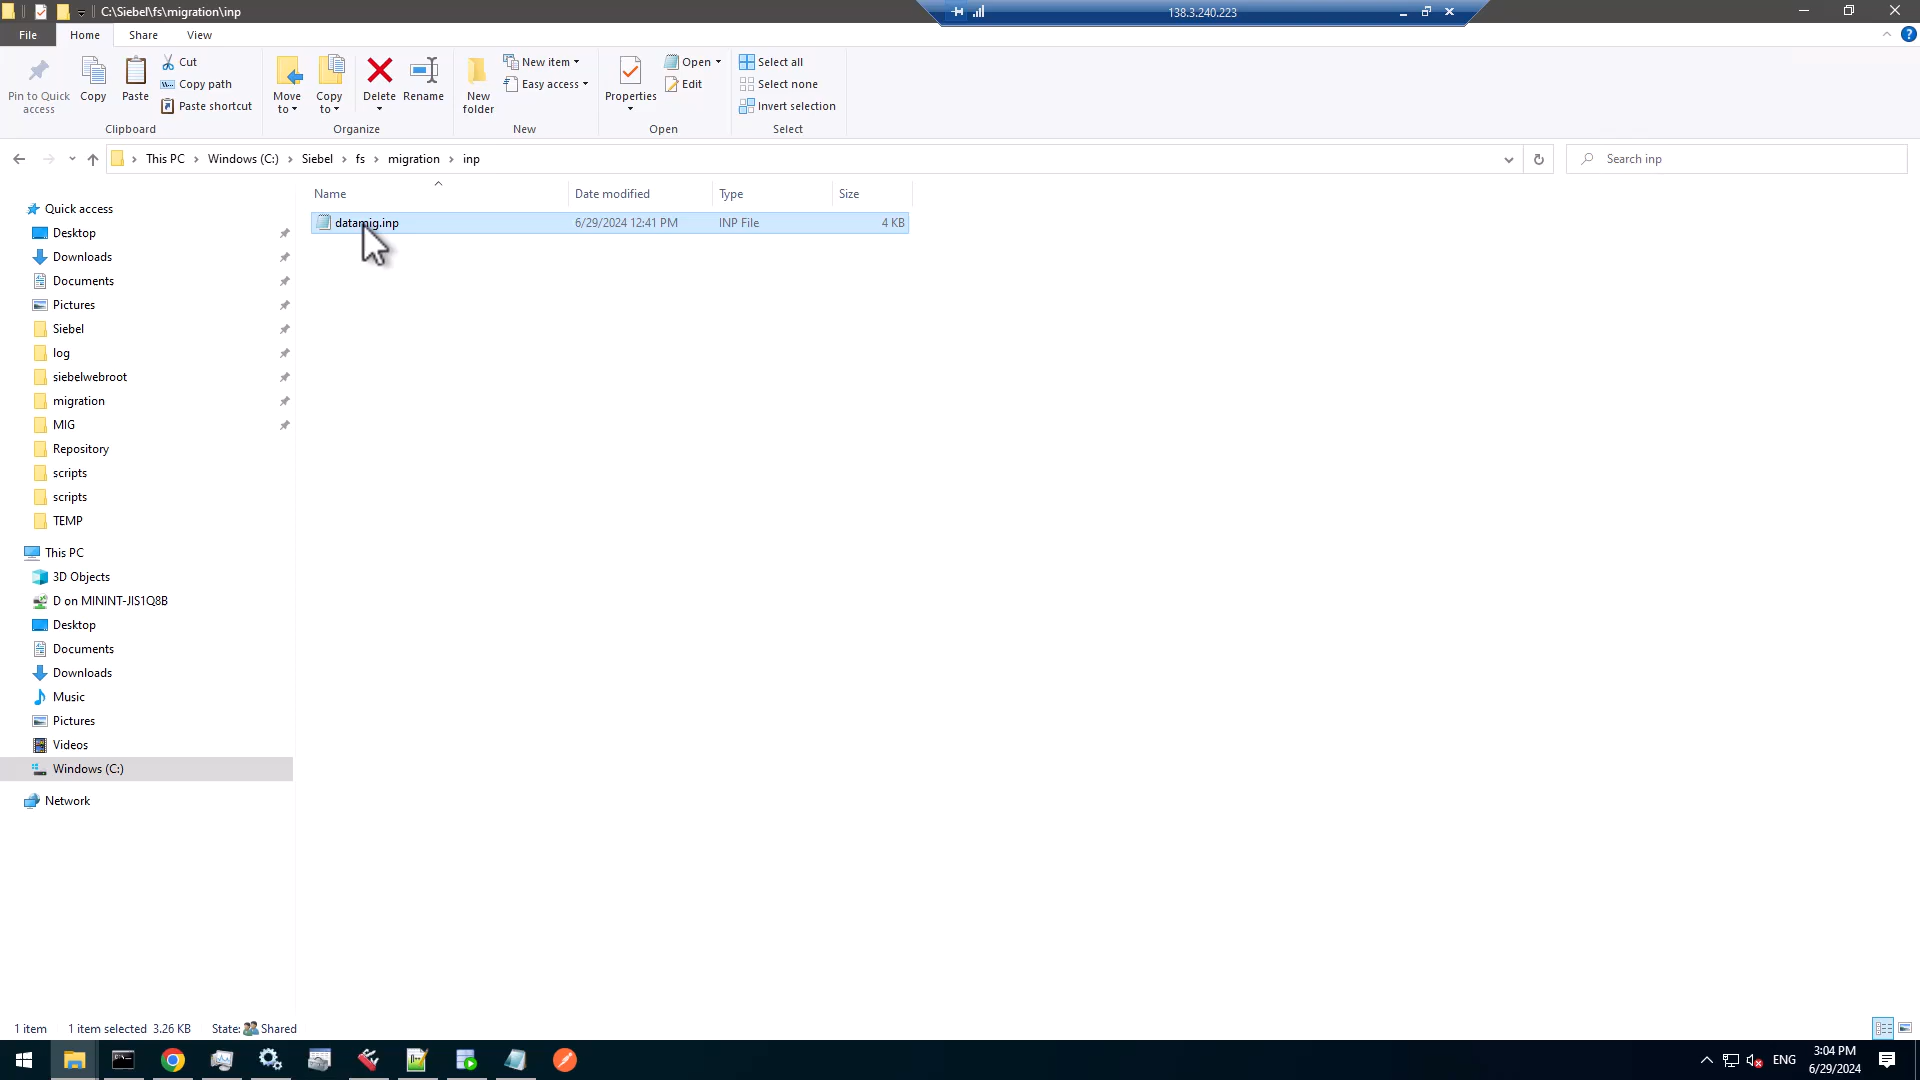 C:\Siebel\fs\migration\inp
138.3.240.223
File Home Share View
Pin to Quick access
Copy
Paste
Cut
Copy path
Paste shortcut
Clipboard
Move to
Copy to
Delete
Rename
Organize
New folder
New item
Easy access
New
Properties
Open
Edit
Open
Select all
Select none
Invert selection
Select
This PC Windows (C:) Siebel fs migration inp
Search inp
Name Date modified Type Size
datamig.inp 6/29/2024 12:41 PM INP File 4 KB
Quick access
Desktop
Downloads
Documents
Pictures
Siebel
log
siebelwebroot
migration
MIG
Repository
scripts
scripts
TEMP
This PC
3D Objects
D on MININT-JIS1Q8B
Desktop
Documents
Downloads
Music
Pictures
Videos
Windows (C:)
Network
1 item 1 item selected 3.26 KB State: Shared
ENG
3:04 PM
6/29/2024